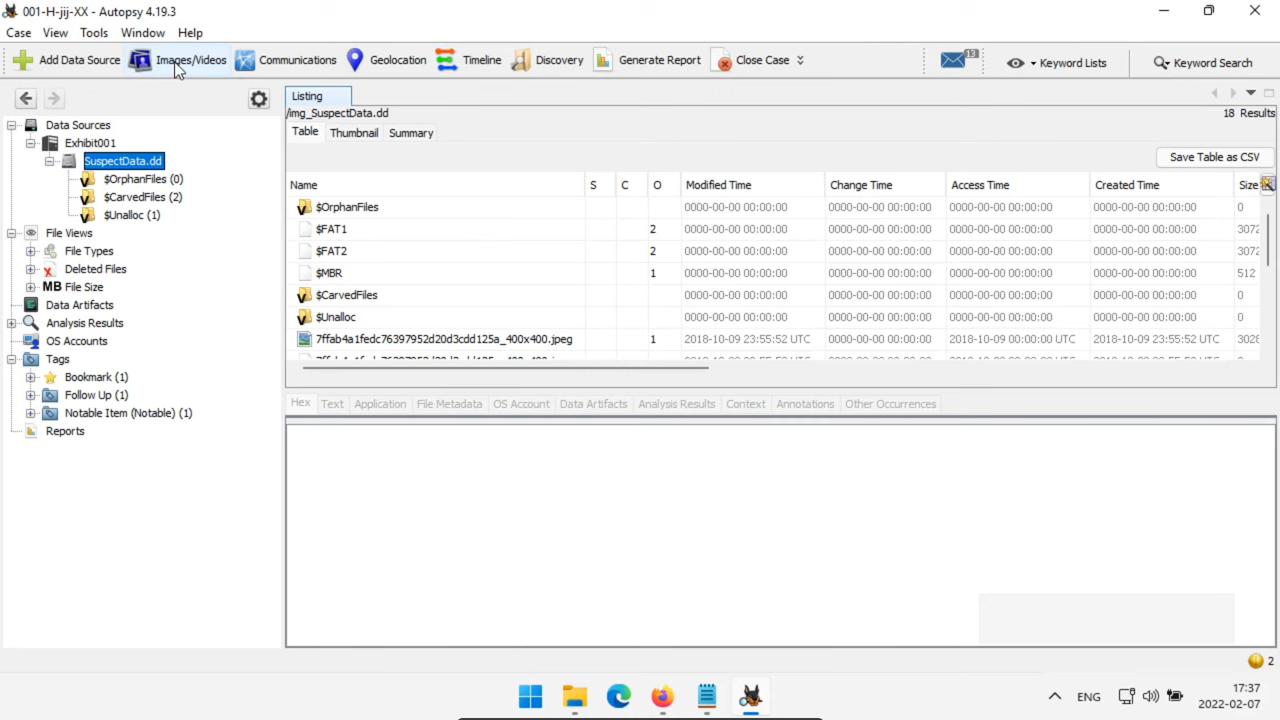 001-H-jij-XX - Autopsy 4.19.3
Case View Tools Window Help
Add Data Source Images/Videos Communications Geolocation Timeline Discovery Generate Report Close Case 13 Keyword Lists Keyword Search
Data Sources
Exhibit001
SuspectData.dd
$OrphanFiles (0)
$CarvedFiles (2)
$Unalloc (1)
File Views
File Types
Deleted Files
MB File Size
Data Artifacts
Analysis Results
OS Accounts
Tags
Bookmark (1)
Follow Up (1)
Notable Item (Notable) (1)
Reports
Listing
/img_SuspectData.dd 18 Results
Table Thumbnail Summary
Save Table as CSV
Name S C O Modified Time Change Time Access Time Created Time Size
$OrphanFiles 0000-00-00 00:00:00 0000-00-00 00:00:00 0000-00-00 00:00:00 0000-00-00 00:00:00 0
$FAT1 2 0000-00-00 00:00:00 0000-00-00 00:00:00 0000-00-00 00:00:00 0000-00-00 00:00:00 3072
$FAT2 2 0000-00-00 00:00:00 0000-00-00 00:00:00 0000-00-00 00:00:00 0000-00-00 00:00:00 3072
$MBR 1 0000-00-00 00:00:00 0000-00-00 00:00:00 0000-00-00 00:00:00 0000-00-00 00:00:00 512
$CarvedFiles 0000-00-00 00:00:00 0000-00-00 00:00:00 0000-00-00 00:00:00 0000-00-00 00:00:00 0
$Unalloc 0000-00-00 00:00:00 0000-00-00 00:00:00 0000-00-00 00:00:00 0000-00-00 00:00:00 0
7ffab4a1fedc76397952d20d3cdd125a_400x400.jpeg 1 2018-10-09 23:55:52 UTC 0000-00-00 00:00:00 2018-10-09 00:00:00 UTC 2018-10-09 23:55:52 UTC 3028
Hex Text Application File Metadata OS Account Data Artifacts Analysis Results Context Annotations Other Occurrences
2
ENG
17:37
2022-02-07